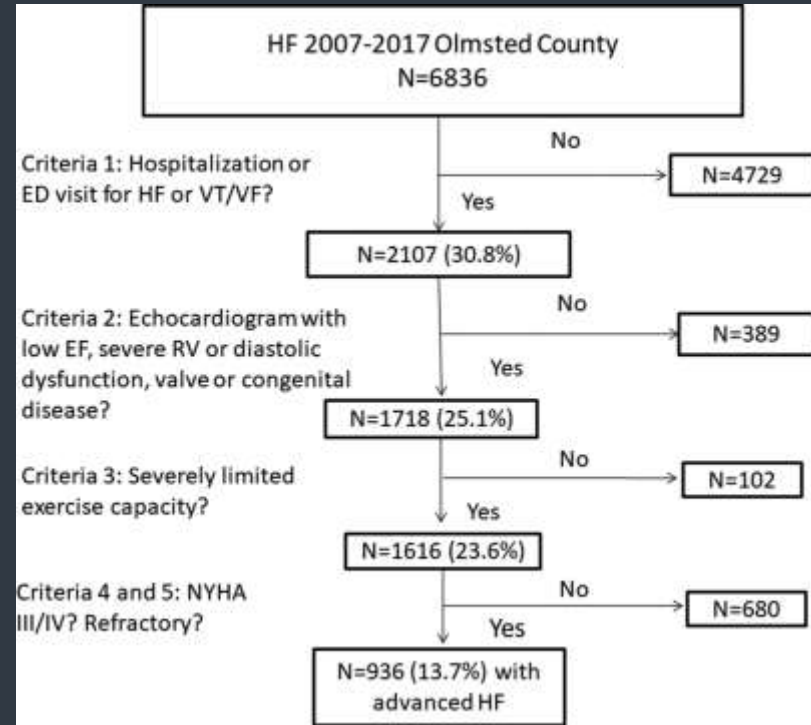 HF 2007-2017 Olmsted County
N=6836
No
Criteria 1: Hospitalization or
ED visit for HF or VT/VF?
N=4729
Yes
N=2107 (30.8%)
No
Criteria 2: Echocardiogram with
low EF, severe RV or diastolic
dysfunction, valve or congenital
disease?
N=389
Yes
N=1718 (25.1%)
No
Criteria 3: Severely limited
exercise capacity?
N=102
Yes
N=1616 (23.6%)
No
Criteria 4 and 5: NYHA
III/IV? Refractory?
N=680
Yes
N=936 (13.7%) with
advanced HF